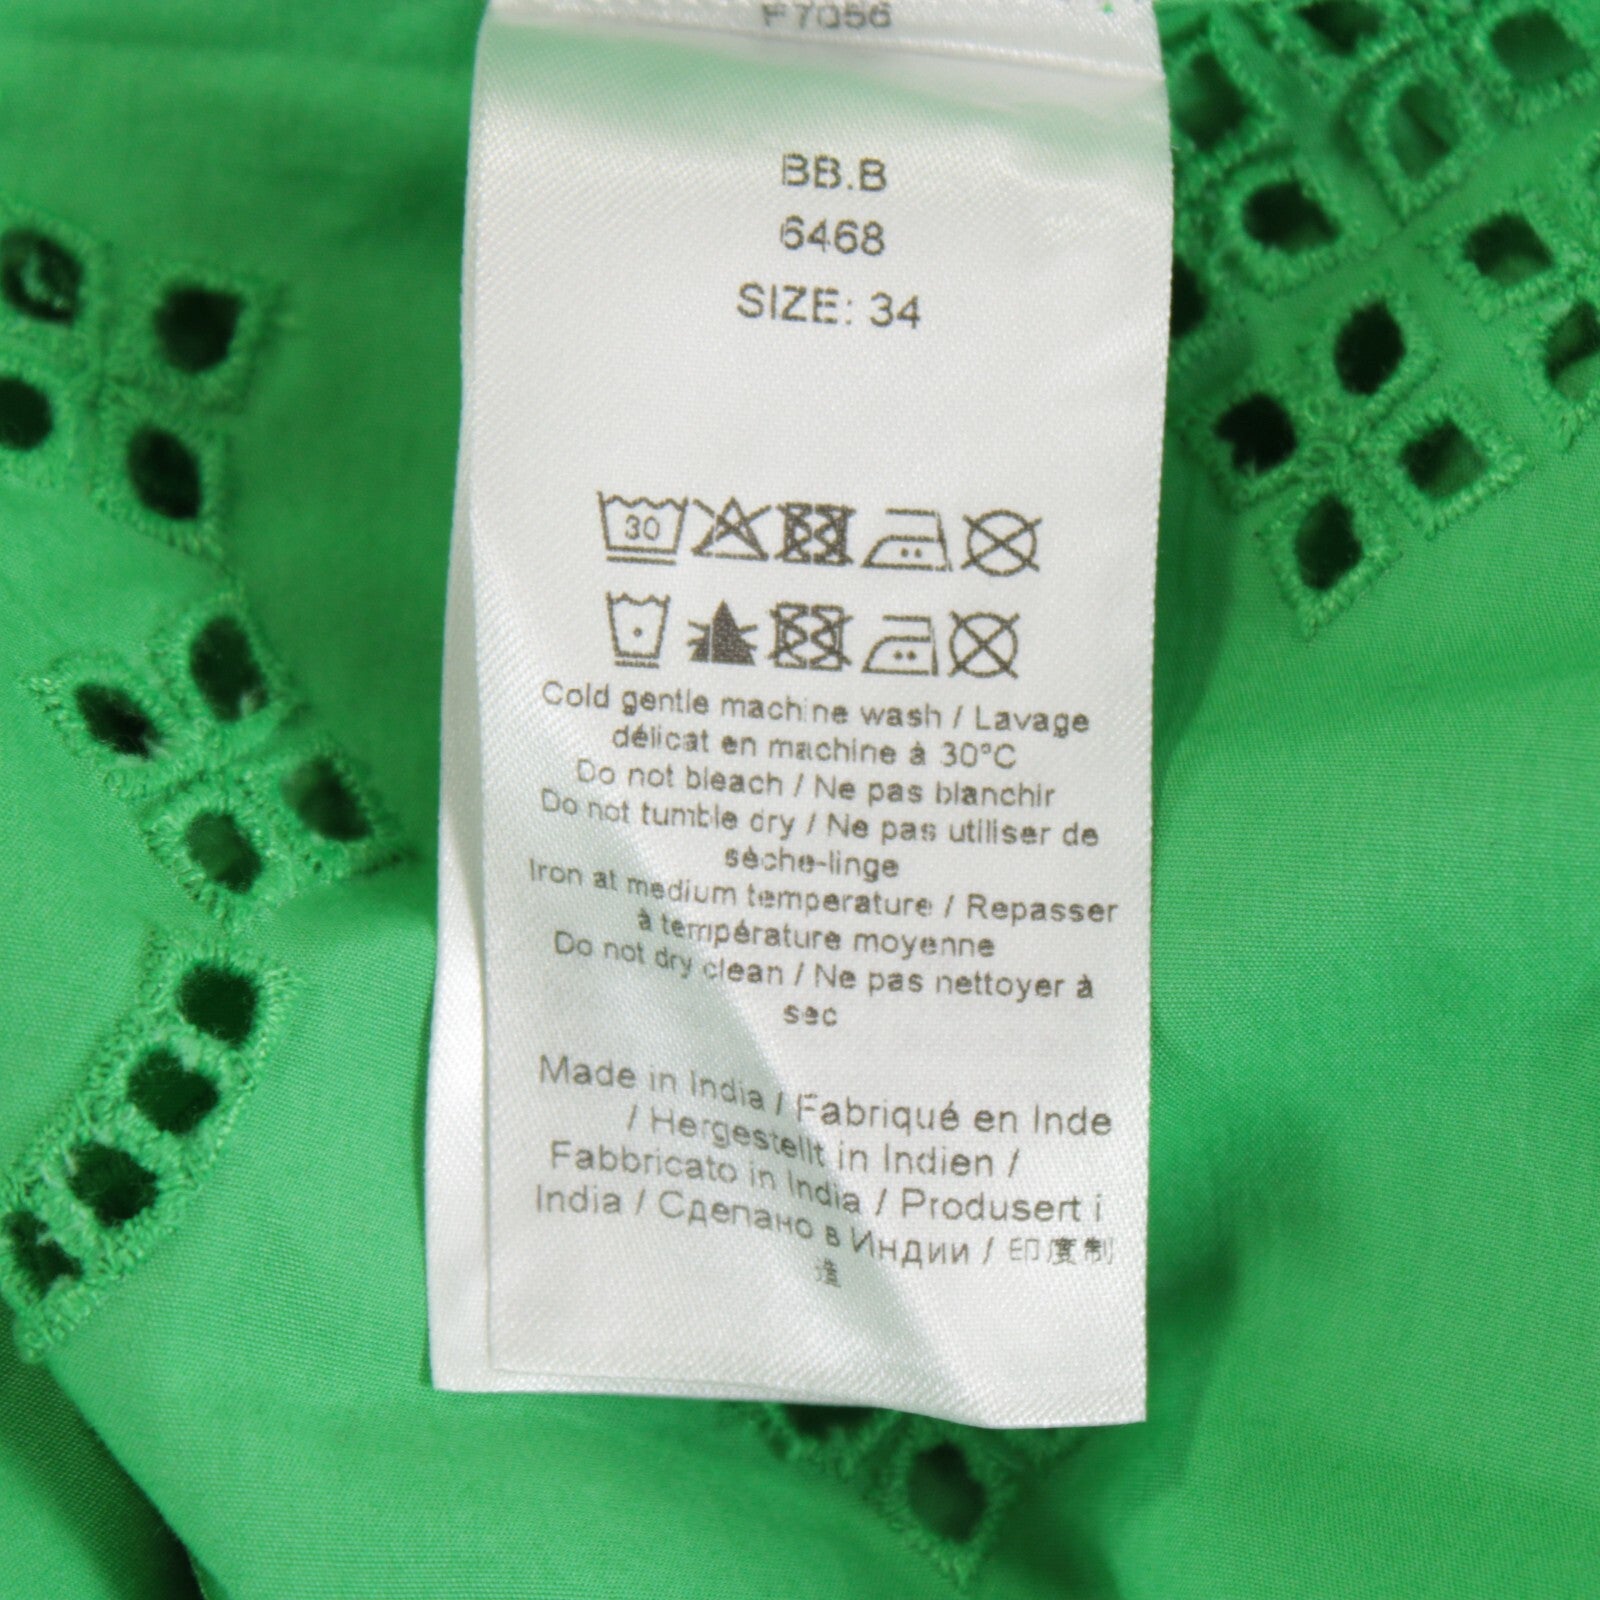 F7056
BB.B
6468
SIZE: 34
30
Cold gentle machine wash / Lavage
délicat en machine à 30°C
Do not bleach / Ne pas blanchir
Do not tumble dry / Ne pas utiliser de
sèche-linge
Iron at medium temperature / Repasser
à température moyenne
Do not dry clean / Ne pas nettoyer à
sec
Made in India / Fabriqué en Inde
/ Hergestellt in Indien /
Fabbricato in India / Produsert i
India / Сделано в Индии / 印度制
造